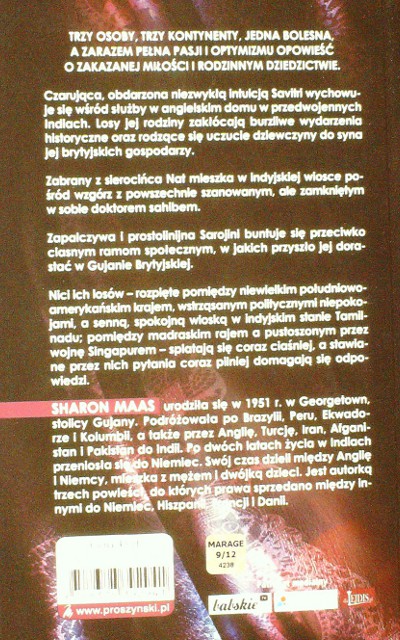 TRZY OSOBY, TRZY KONTYNENTY, JEDNA BOLESNA,
A ZARAZEM PEŁNA PASJI I OPTYMIZMU OPOWIEŚĆ
O ZAKAZANEJ MIŁOŚCI I RODZINNYM DZIEDZICTWIE.
Czarująca, obdarzona niezwykłą intuicją Savitri wychowu-
je się wśród służby w angielskim domu w przedwojennych
Indiach. Losy jej rodziny zakłócają burzliwe wydarzenia
historyczne oraz rodzące się uczucie dziewczyny do syna
jej brytyjskich gospodarzy.
Zabrany z sierocińca Nat mieszka w indyjskiej wiosce po-
śród wzgórz z powszechnie szanowanym, ale zamkniętym
w sobie doktorem sahibem.
Zapalczywa i prostolinijna Sarojini buntuje się przeciwko
ciasnym ramom społecznym, w jakich przyszło jej dora-
stać w Gujanie Brytyjskiej.
Nici ich losów – rozpięte pomiędzy niewielkim południowo-
amerykańskim krajem, wstrząsanym politycznymi niepoko-
jami, a senną, spokojną wioską w indyjskim stanie Tamil-
nadu; pomiędzy madraskim rajem a pustoszonym przez
wojnę Singapurem – splatają się coraz ciaśniej, a stawia-
ne przez nich pytania coraz pilniej domagają się odpo-
wiedzi.
SHARON MAAS urodziła się w 1951 r. w Georgetown,
stolicy Gujany. Podróżowała po Brazylii, Peru, Ekwado-
rze i Kolumbii, a także przez Anglię, Turcję, Iran, Afgani-
stan i Pakistan do Indii. Po dwóch latach życia w Indiach
przeniosła się do Niemiec. Swój czas dzieli między Anglię
i Niemcy, mieszka z mężem i dwójką dzieci. Jest autorką
trzech powieści, do których prawa sprzedano między in-
nymi do Niemiec, Hiszpanii, Francji i Danii.
MARAGE
9/12
4238
www.proszynski.pl
babskie
LEJDIS